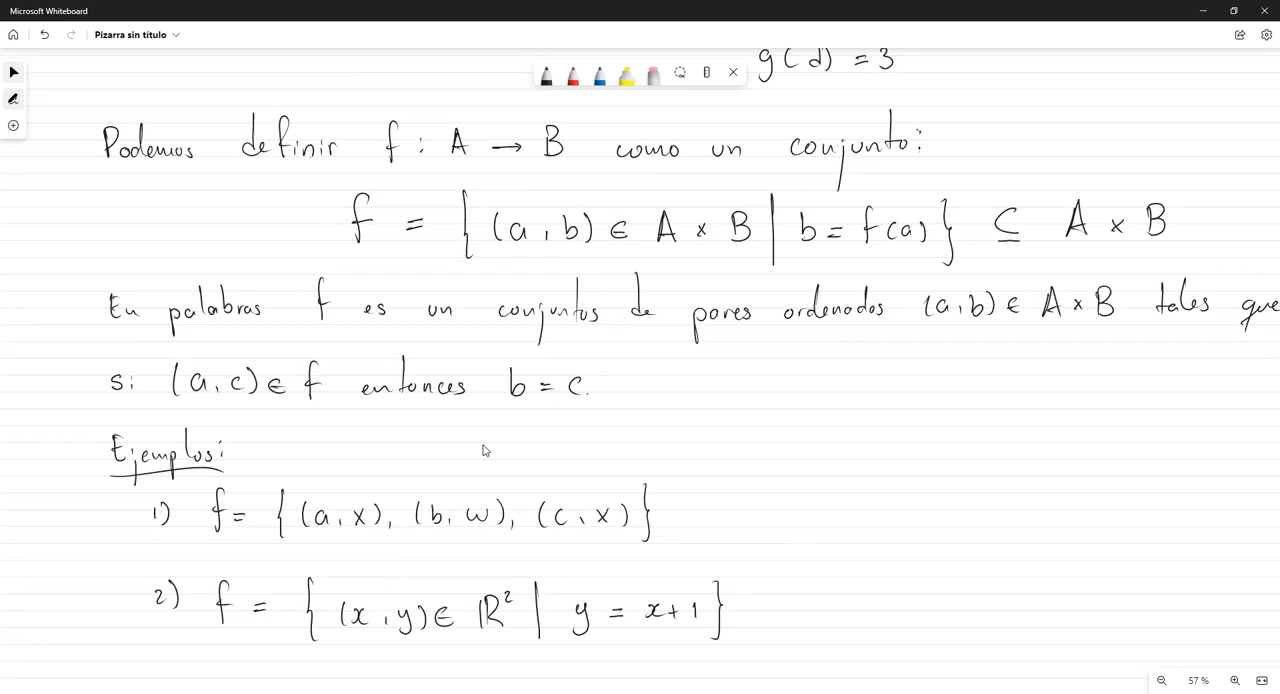 Microsoft Whiteboard
Pizarra sin título
g(d) = 3
Podemos definir f : A → B como un conjunto:
f = { (a, b) ∈ A × B | b = f(a) } ⊆ A × B
En palabras f es un conjuntos de pares ordenados (a,b) ∈ A × B tales que
si (a, c) ∈ f entonces b = c.
Ejemplos:
1) f = { (a, x), (b, w), (c, x) }
2) f = { (x, y) ∈ ℝ² | y = x + 1 }
57 %